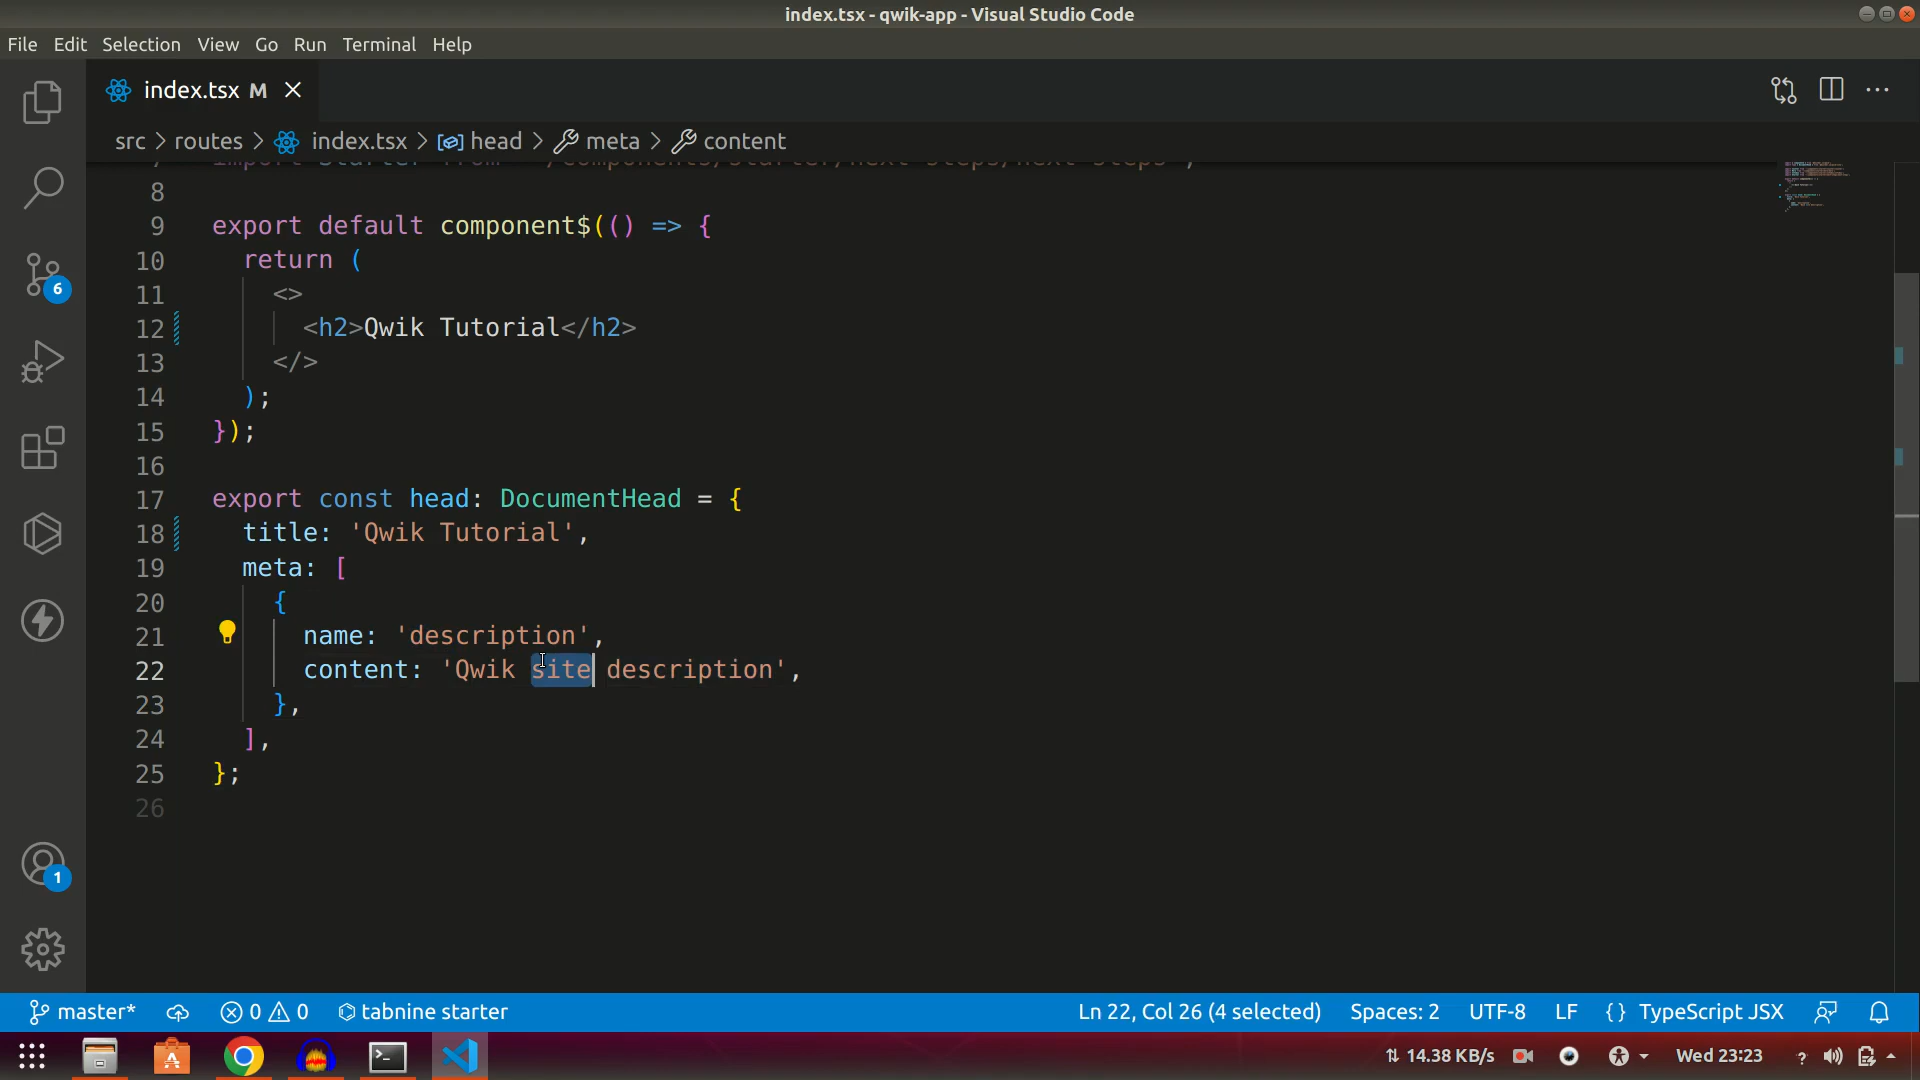 index.tsx - qwik-app - Visual Studio Code
File Edit Selection View Go Run Terminal Help
index.tsx M
src > routes > index.tsx > head > meta > content
8
9 export default component$(() => {
10 return (
11 <>
12 <h2>Qwik Tutorial</h2>
13 </>
14 );
15 });
16
17 export const head: DocumentHead = {
18 title: 'Qwik Tutorial',
19 meta: [
20 {
21 name: 'description',
22 content: 'Qwik site description',
23 },
24 ],
25 };
26
6
1
master* 0 0 tabnine starter Ln 22, Col 26 (4 selected) Spaces: 2 UTF-8 LF {} TypeScript JSX
14.38 KB/s Wed 23:23 ?